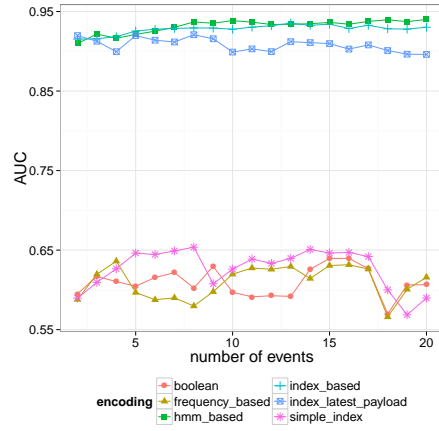 0.95
0.85
AUC
0.75
0.65
0.55
5
10
15
20
number of events
encoding
boolean
index_based
frequency_based
index_latest_payload
hmm_based
simple_index